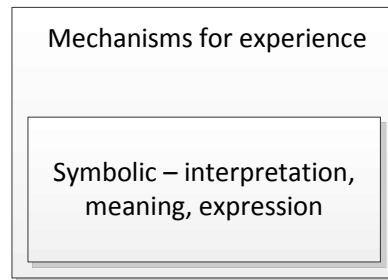 Mechanisms for experience
Symbolic – interpretation,
meaning, expression